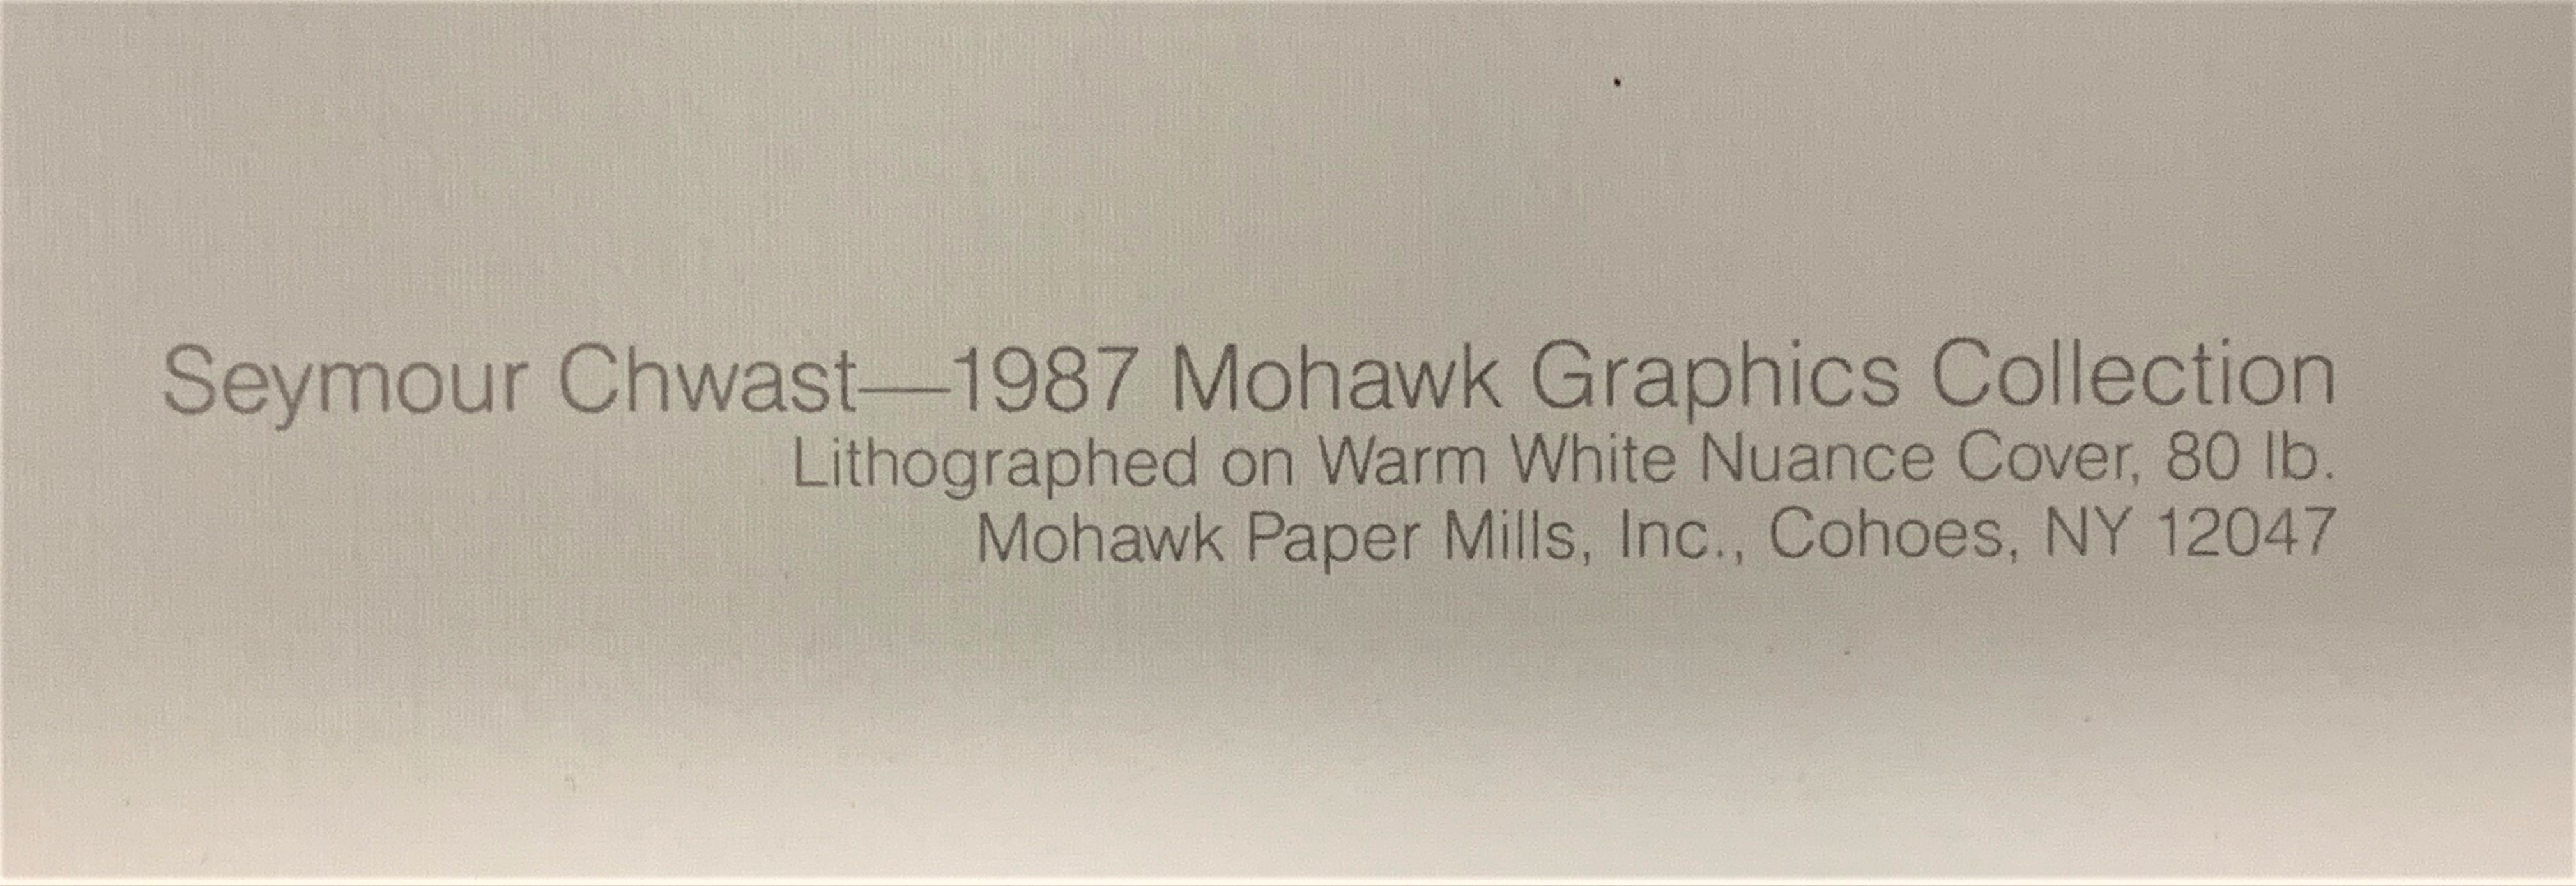 Seymour Chwast—1987 Mohawk Graphics Collection
Lithographed on Warm White Nuance Cover, 80 lb.
Mohawk Paper Mills, Inc., Cohoes, NY 12047